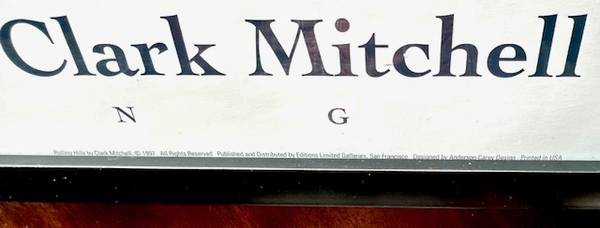 Clark Mitchell
N G
Rolling Hills by Clark Mitchell, © 1993 All Rights Reserved. Published and Distributed by Editions Limited Galleries, San Francisco Designed by Anderson Carey Design Printed in USA